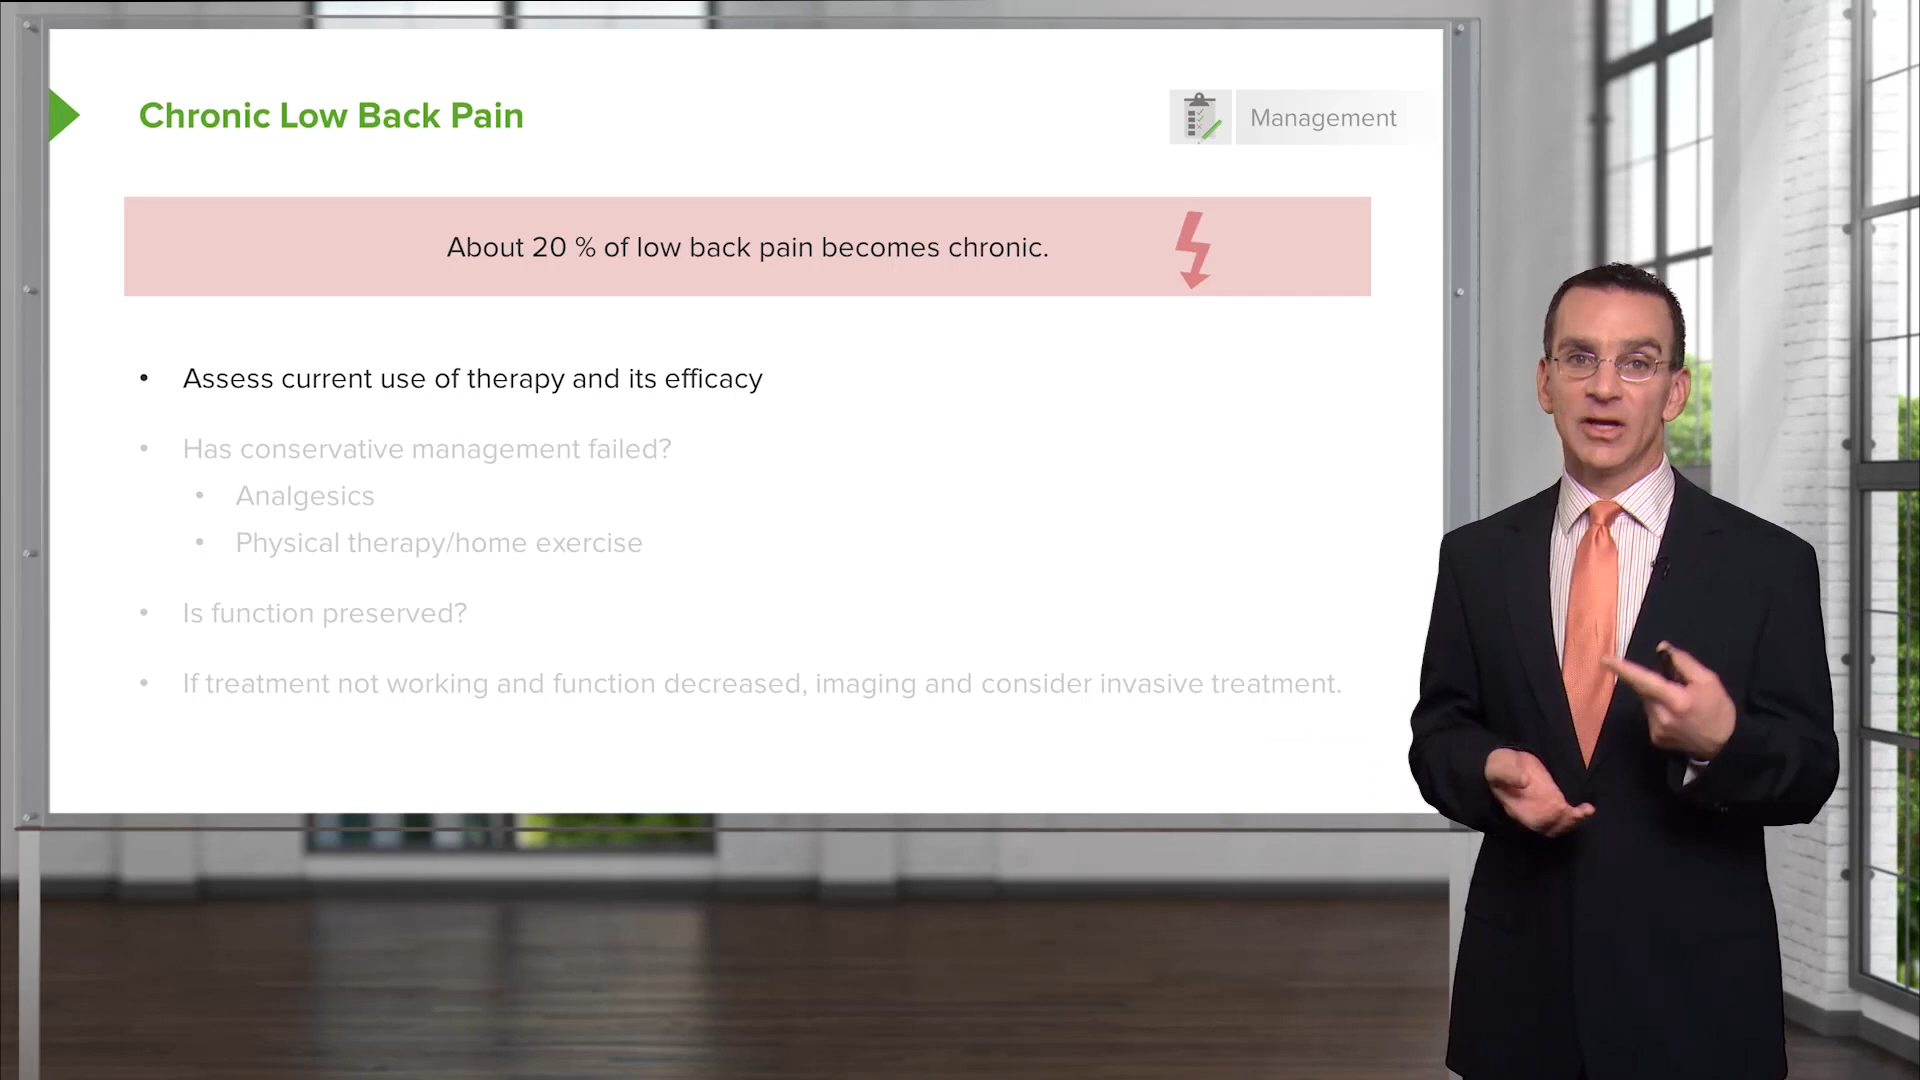 Chronic Low Back Pain
Management
About 20 % of low back pain becomes chronic.
• Assess current use of therapy and its efficacy
• Has conservative management failed?
• Analgesics
• Physical therapy/home exercise
• Is function preserved?
• If treatment not working and function decreased, imaging and consider invasive treatment.